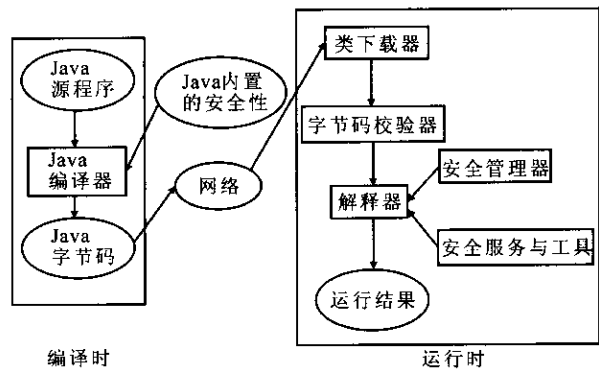 Java
源程序
Java
编译器
Java
字节码
Java内置
的安全性
网络
类下载器
字节码校验器
解释器
安全管理器
安全服务与工具
运行结果
编译时
运行时